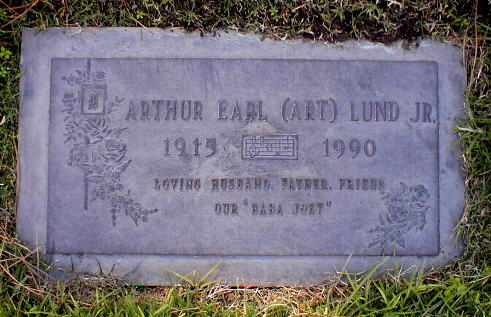 ARTHUR EARL (ART) LUND JR.
1915 1990
LOVING HUSBAND, FATHER, FRIEND
OUR "BABA JOEY"